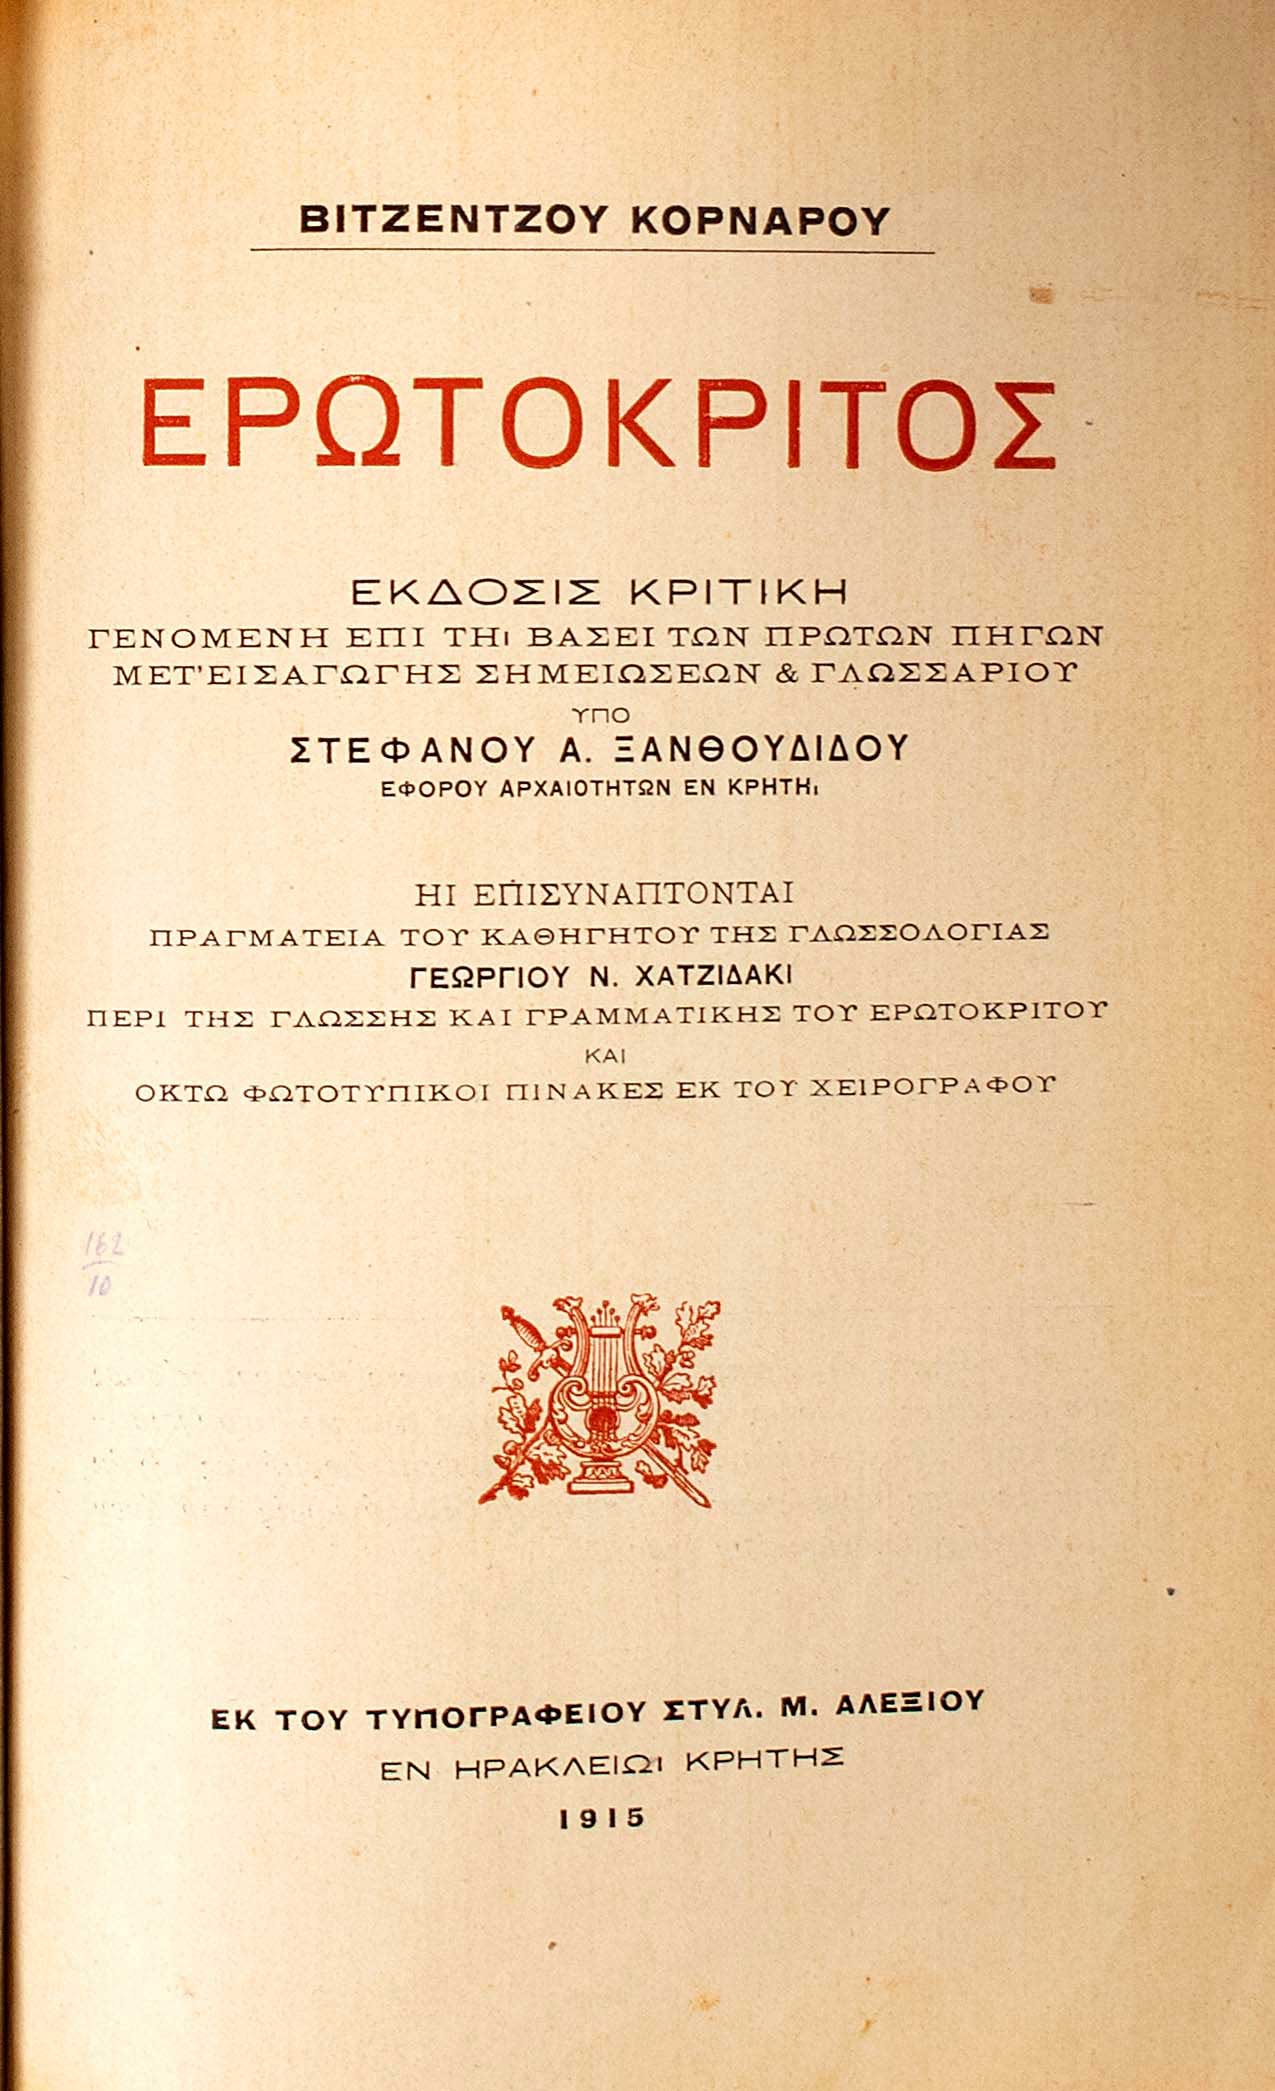 ΒΙΤΖΕΝΤΖΟΥ ΚΟΡΝΑΡΟΥ
ΕΡΩΤΟΚΡΙΤΟΣ
ΕΚΔΟΣΙΣ ΚΡΙΤΙΚΗ
ΓΕΝΟΜΕΝΗ ΕΠΙ ΤΗι ΒΑΣΕΙ ΤΩΝ ΠΡΩΤΩΝ ΠΗΓΩΝ
ΜΕΤ'ΕΙΣΑΓΩΓΗΣ ΣΗΜΕΙΩΣΕΩΝ & ΓΛΩΣΣΑΡΙΟΥ
ΥΠΟ
ΣΤΕΦΑΝΟΥ Α. ΞΑΝΘΟΥΔΙΔΟΥ
ΕΦΟΡΟΥ ΑΡΧΑΙΟΤΗΤΩΝ ΕΝ ΚΡΗΤΗι
ΗΙ ΕΠΙΣΥΝΑΠΤΟΝΤΑΙ
ΠΡΑΓΜΑΤΕΙΑ ΤΟΥ ΚΑΘΗΓΗΤΟΥ ΤΗΣ ΓΛΩΣΣΟΛΟΓΙΑΣ
ΓΕΩΡΓΙΟΥ Ν. ΧΑΤΖΙΔΑΚΙ
ΠΕΡΙ ΤΗΣ ΓΛΩΣΣΗΣ ΚΑΙ ΓΡΑΜΜΑΤΙΚΗΣ ΤΟΥ ΕΡΩΤΟΚΡΙΤΟΥ
ΚΑΙ
ΟΚΤΩ ΦΩΤΟΤΥΠΙΚΟΙ ΠΙΝΑΚΕΣ ΕΚ ΤΟΥ ΧΕΙΡΟΓΡΑΦΟΥ
162
10
ΕΚ ΤΟΥ ΤΥΠΟΓΡΑΦΕΙΟΥ ΣΤΥΛ. Μ. ΑΛΕΞΙΟΥ
ΕΝ ΗΡΑΚΛΕΙΩι ΚΡΗΤΗΣ
1915